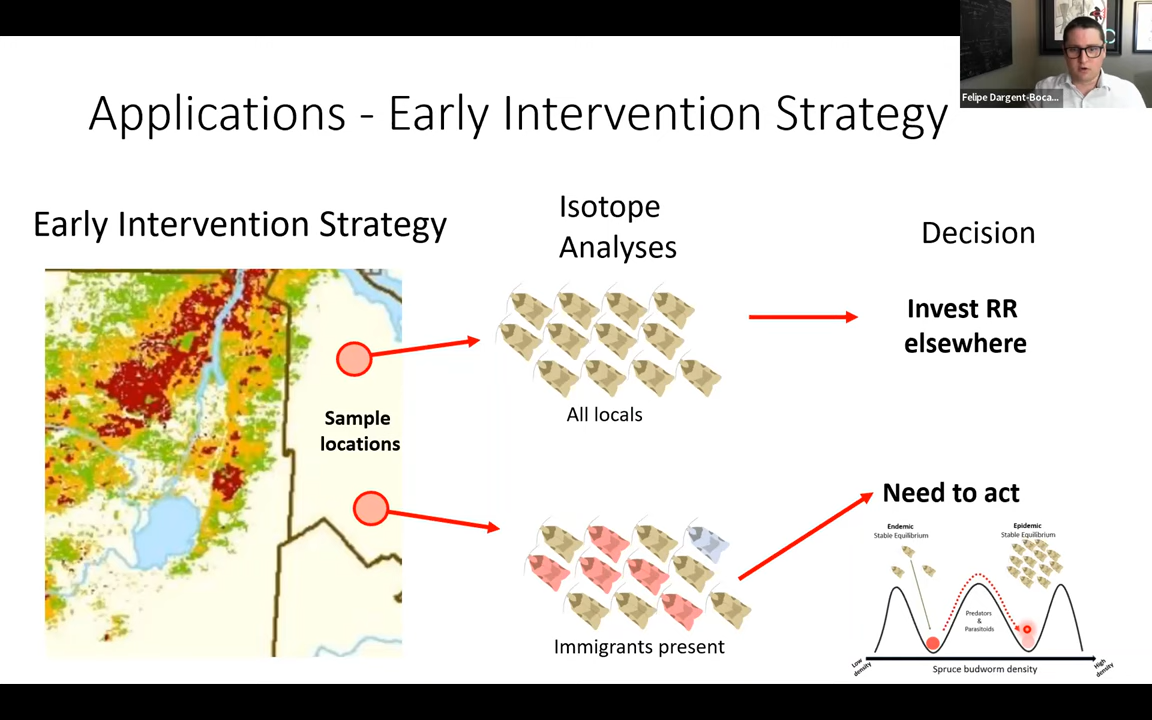 Felipe Dargent-Boca...
Applications - Early Intervention Strategy
Early Intervention Strategy
Isotope
Analyses
Decision
Sample
locations
All locals
Invest RR
elsewhere
Immigrants present
Need to act
Endemic
Stable Equilibrium
Epidemic
Stable Equilibrium
Predators
&
Parasitoids
Low
density
Spruce budworm density
High
density